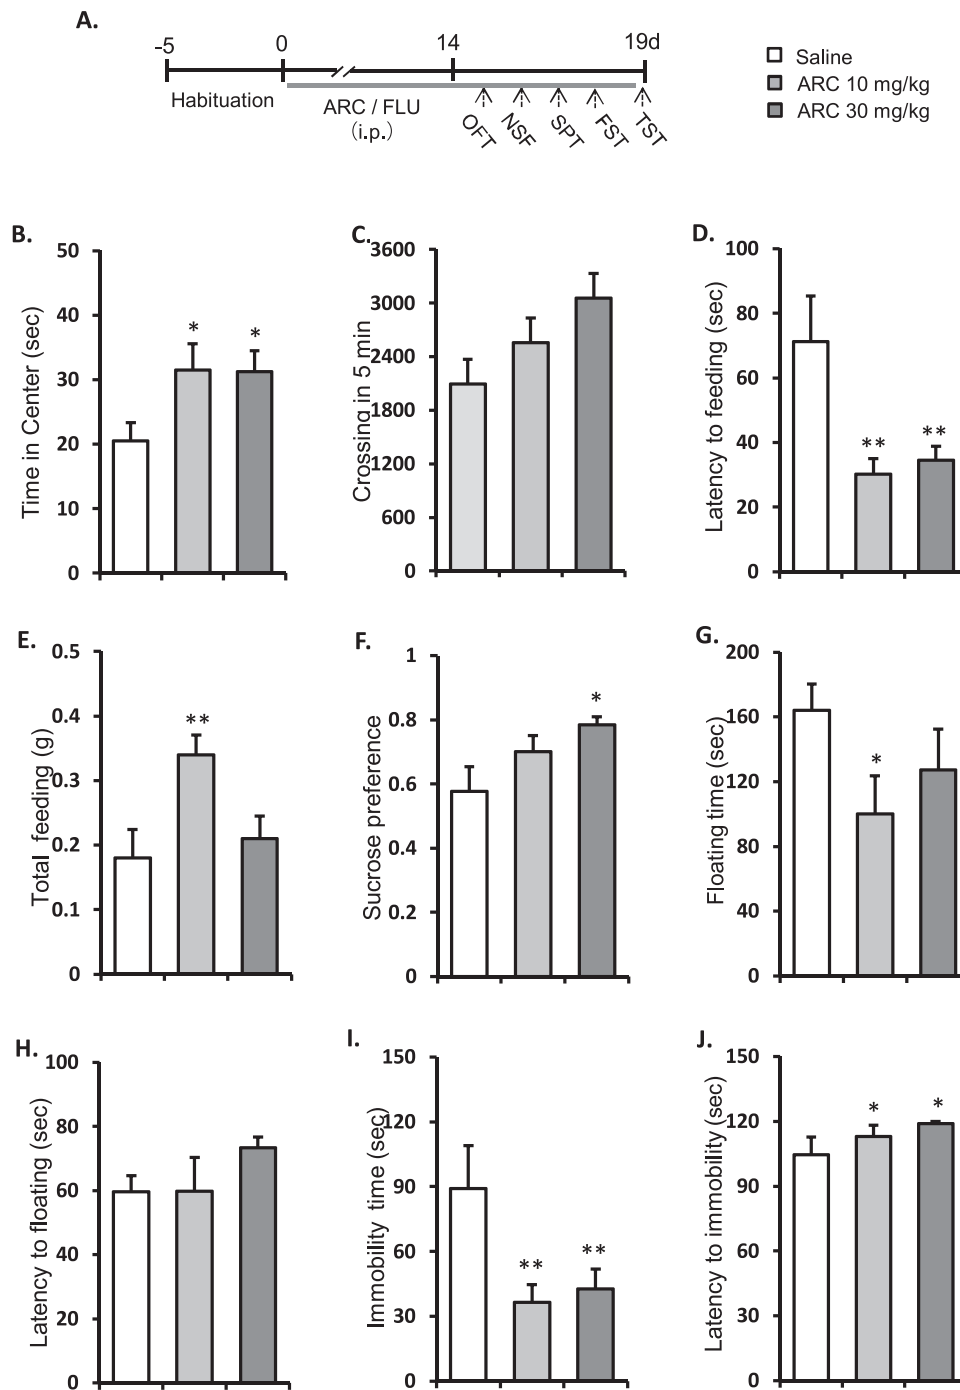 A.
-5 0 14 19d
Habituation ARC / FLU
(i.p.)
OFT NSF SPT FST TST
Saline
ARC 10 mg/kg
ARC 30 mg/kg
B.
Time in Center (sec)
50
40
30
20
10
0
* *
C.
Crossing in 5 min
3600
3000
2400
1800
1200
600
0
D.
Latency to feeding (sec)
100
80
60
40
20
0
** **
E.
Total feeding (g)
0.5
0.4
0.3
0.2
0.1
0
**
F.
Sucrose preference
1
0.8
0.6
0.4
0.2
0
*
G.
Floating time (sec)
200
160
120
80
40
0
*
H.
Latency to floating (sec)
100
80
60
40
20
0
I.
Immobility time (sec)
150
120
90
60
30
0
** **
J.
Latency to immobility (sec)
150
120
90
60
30
0
* *